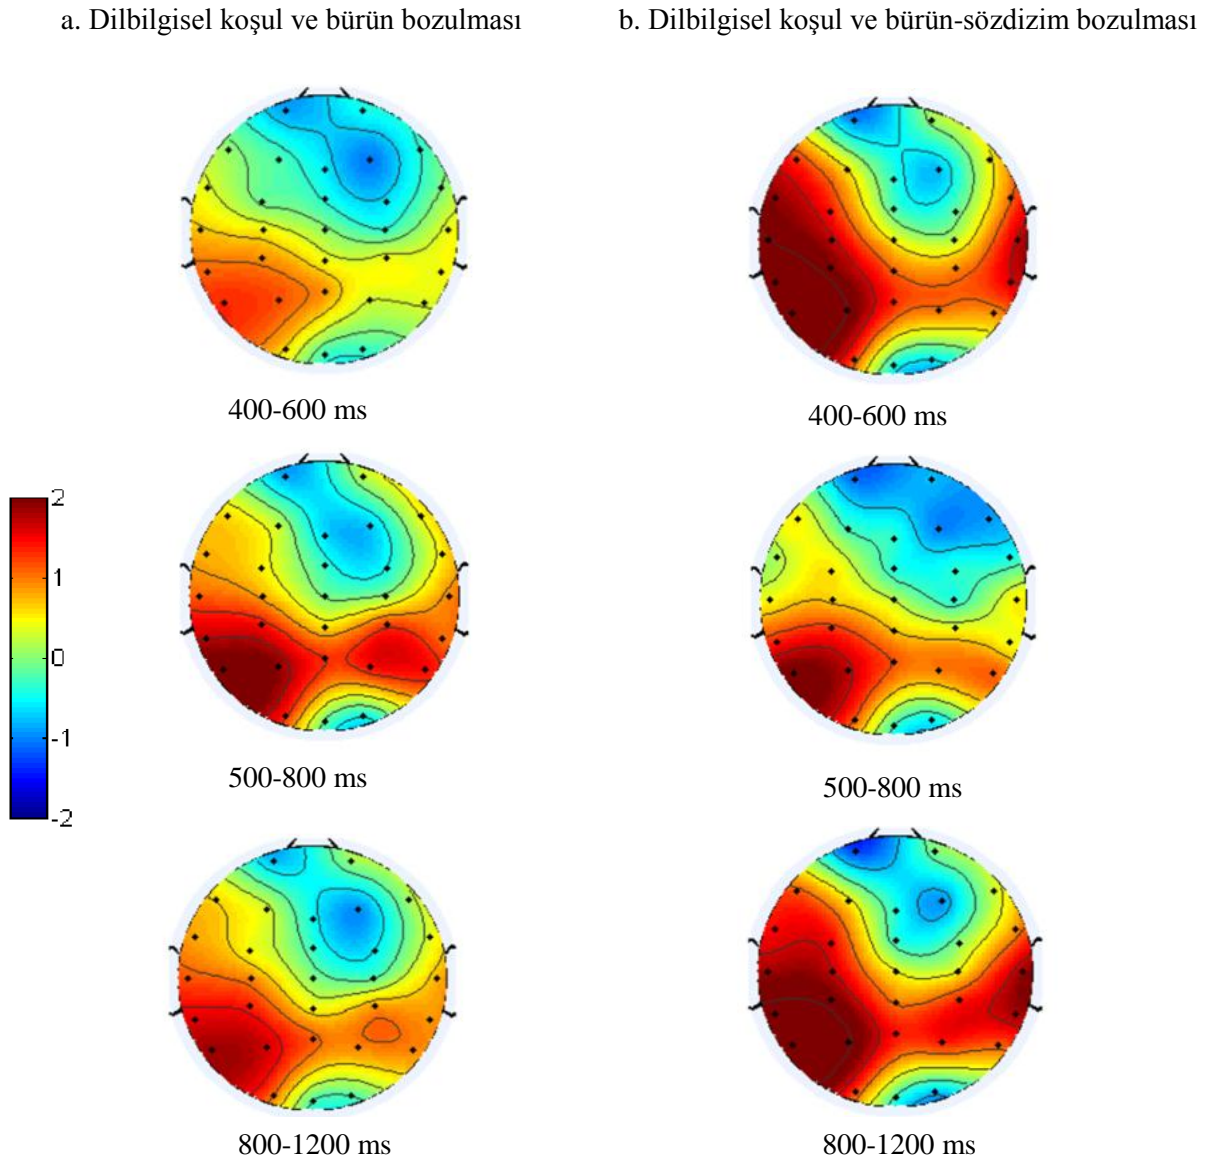 a. Dilbilgisel koşul ve bürün bozulması
b. Dilbilgisel koşul ve bürün-sözdizim bozulması
400-600 ms
400-600 ms
2
1
0
-1
-2
500-800 ms
500-800 ms
800-1200 ms
800-1200 ms